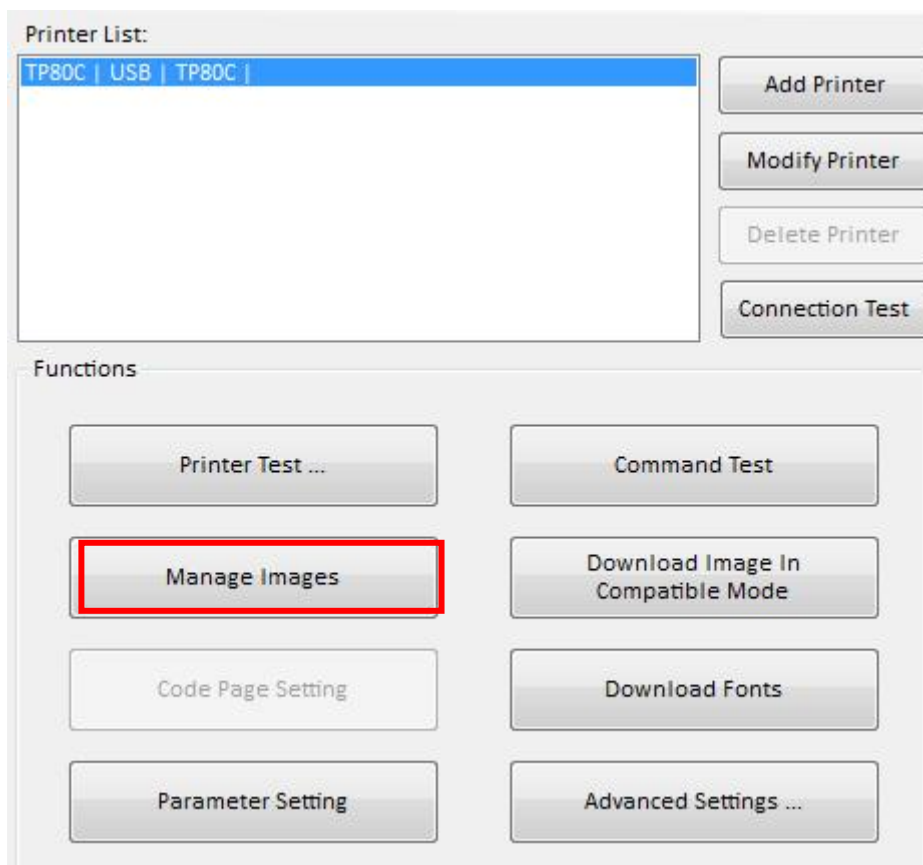 Printer List:
TP80C | USB | TP80C |
Add Printer
Modify Printer
Delete Printer
Connection Test
Functions
Printer Test ...
Command Test
Manage Images
Download Image In
Compatible Mode
Code Page Setting
Download Fonts
Parameter Setting
Advanced Settings ...